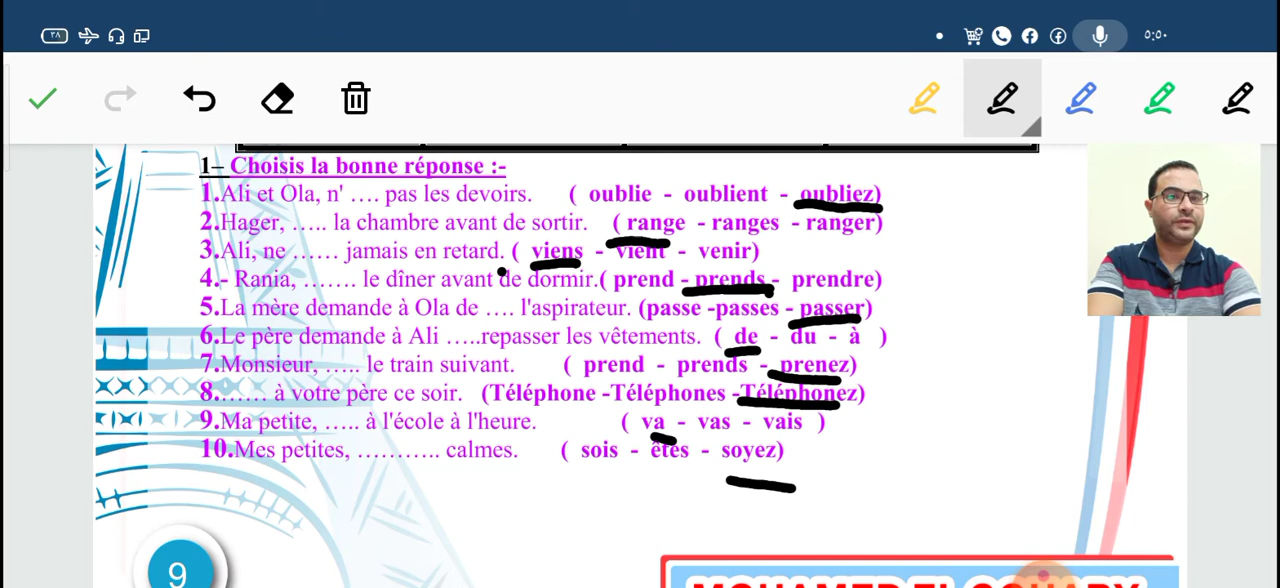 ٣٨
٥:٥٠
1– Choisis la bonne réponse :-
1.Ali et Ola, n' …. pas les devoirs. ( oublie - oublient - oubliez)
2.Hager, ….. la chambre avant de sortir. ( range - ranges - ranger)
3.Ali, ne …… jamais en retard. ( viens - vient - venir)
4.- Rania, ……. le dîner avant de dormir.( prend - prends - prendre)
5.La mère demande à Ola de …. l'aspirateur. (passe -passes - passer)
6.Le père demande à Ali …..repasser les vêtements. ( de - du - à )
7.Monsieur, ….. le train suivant. ( prend - prends - prenez)
8.…… à votre père ce soir. (Téléphone -Téléphones -Téléphonez)
9.Ma petite, ….. à l'école à l'heure. ( va - vas - vais )
10.Mes petites, ……….. calmes. ( sois - êtes - soyez)
9